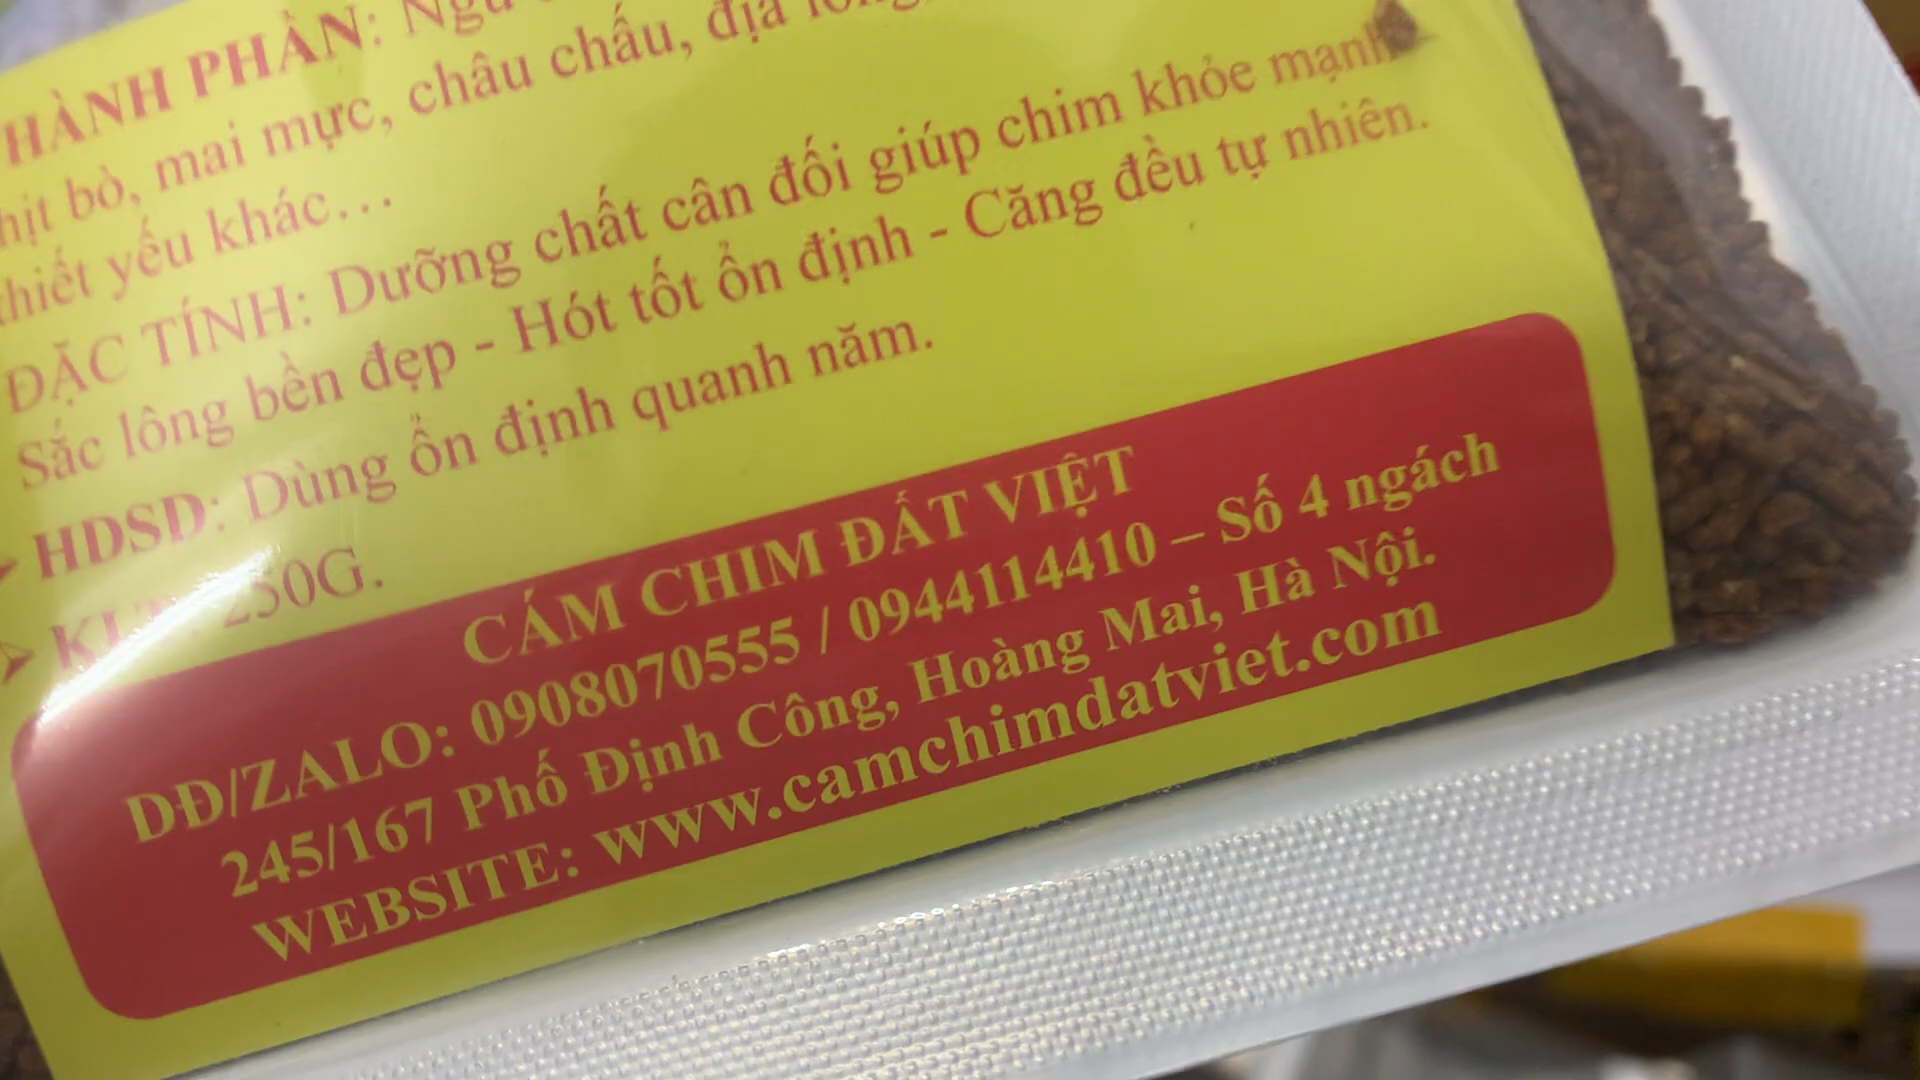 HÀNH PHẦN: Ngũ
hịt bò, mai mực, châu chấu, địa long,
thiết yếu khác...
ĐẶC TÍNH: Dưỡng chất cân đối giúp chim khỏe mạnh
Sắc lông bền đẹp - Hót tốt ổn định - Căng đều tự nhiên.
HDSD: Dùng ổn định quanh năm.
KLT: 250G.
CÁM CHIM ĐẤT VIỆT
DĐ/ZALO: 0908070555 / 0944114410 – Số 4 ngách
245/167 Phố Định Công, Hoàng Mai, Hà Nội.
WEBSITE: www.camchimdatviet.com